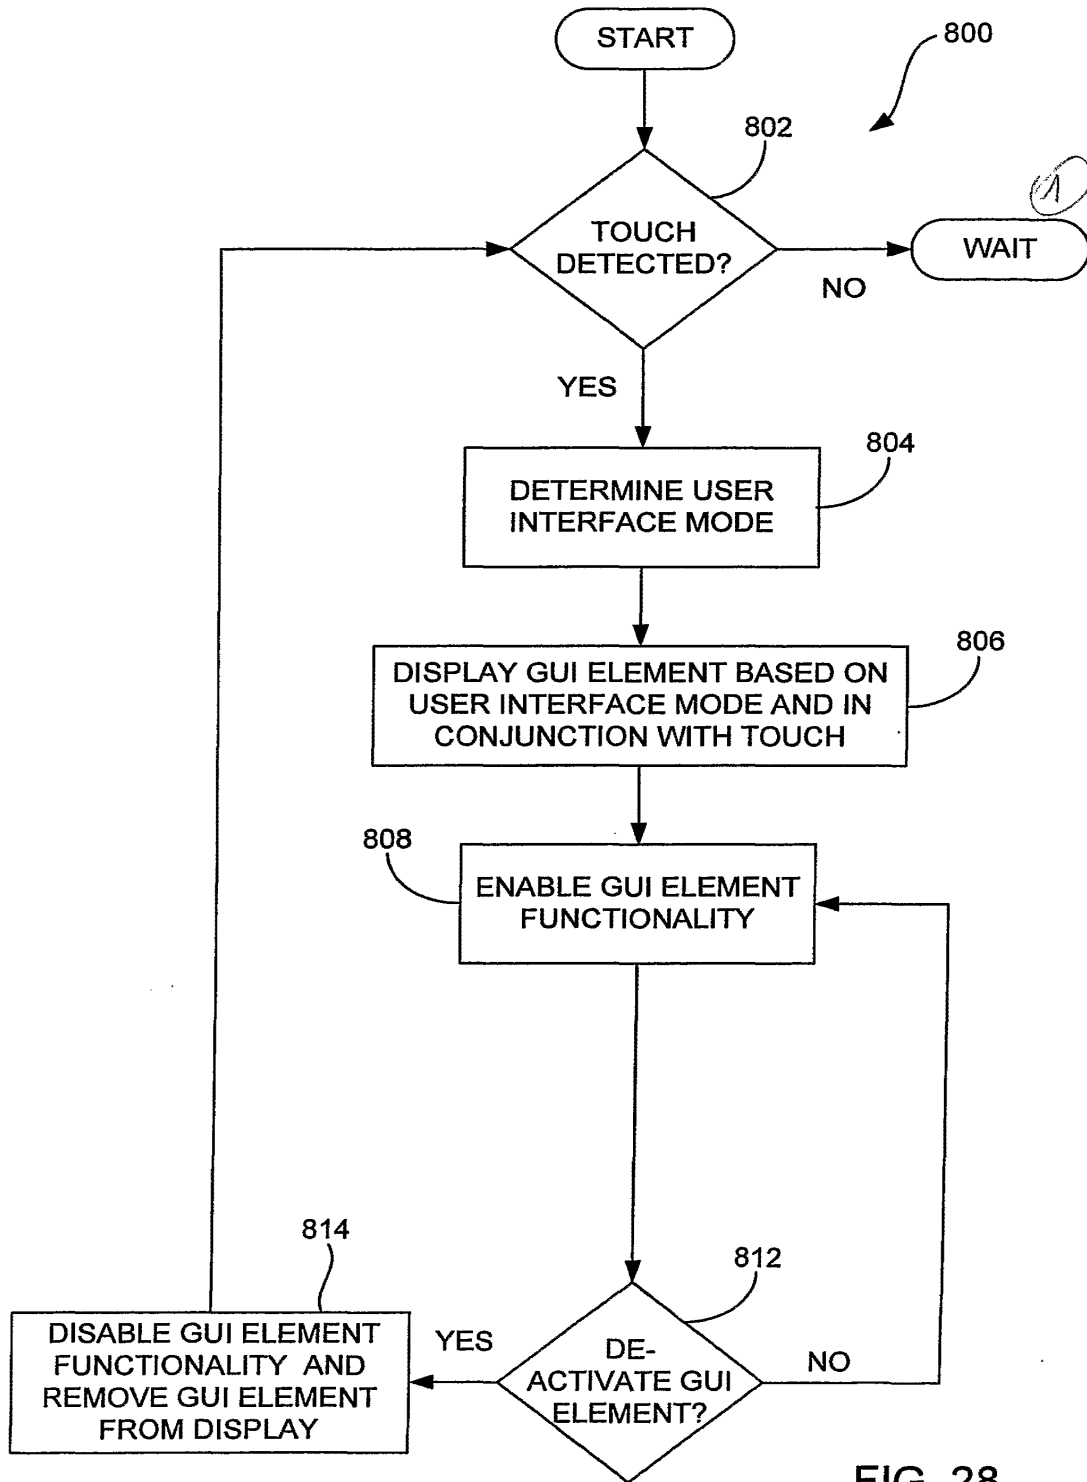 START
800
802
TOUCH
DETECTED?
WAIT
NO
YES
804
DETERMINE USER
INTERFACE MODE
806
DISPLAY GUI ELEMENT BASED ON
USER INTERFACE MODE AND IN
CONJUNCTION WITH TOUCH
808
ENABLE GUI ELEMENT
FUNCTIONALITY
814
812
DISABLE GUI ELEMENT
FUNCTIONALITY AND
REMOVE GUI ELEMENT
FROM DISPLAY
YES
DE-
ACTIVATE GUI
ELEMENT?
NO
FIG. 28